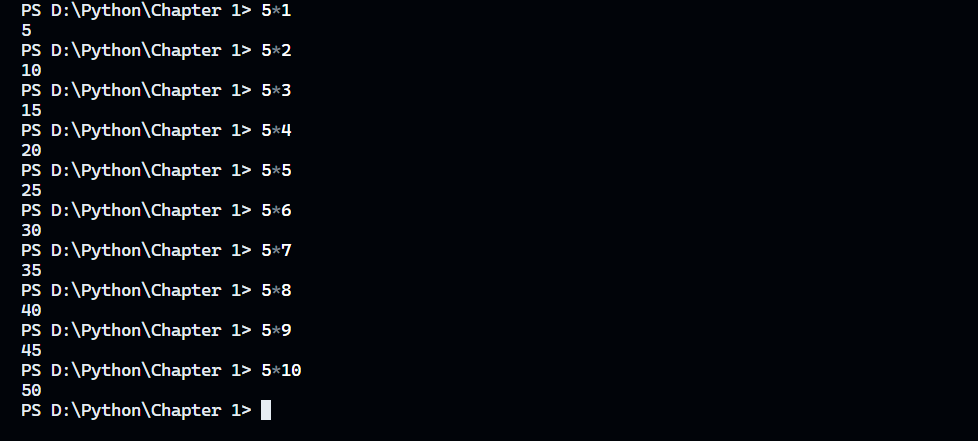 PS D:\Python\Chapter 1> 5*1
5
PS D:\Python\Chapter 1> 5*2
10
PS D:\Python\Chapter 1> 5*3
15
PS D:\Python\Chapter 1> 5*4
20
PS D:\Python\Chapter 1> 5*5
25
PS D:\Python\Chapter 1> 5*6
30
PS D:\Python\Chapter 1> 5*7
35
PS D:\Python\Chapter 1> 5*8
40
PS D:\Python\Chapter 1> 5*9
45
PS D:\Python\Chapter 1> 5*10
50
PS D:\Python\Chapter 1>